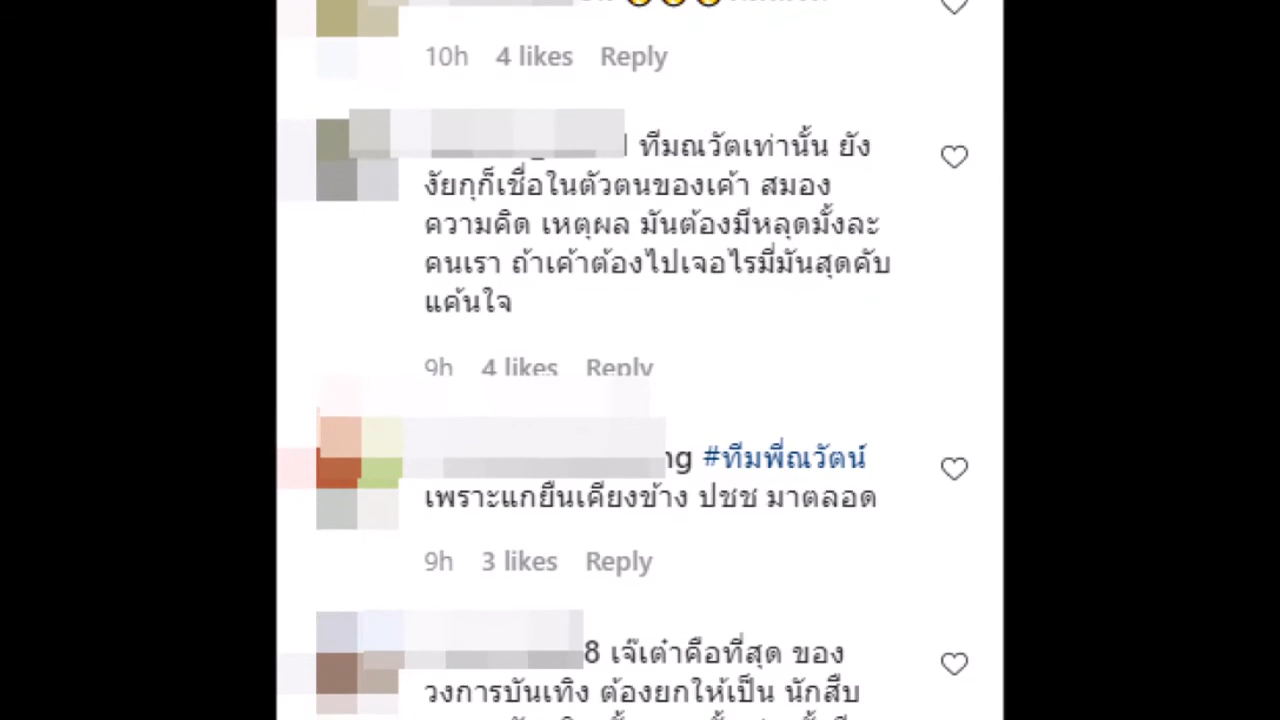 10h 4 likes Reply
ทีมณวัตเท่านั้น ยัง
งัยกุก็เชื่อในตัวตนของเค้า สมอง
ความคิด เหตุผล มันต้องมีหลุดมั้งละ
คนเรา ถ้าเค้าต้องไปเจอไรมี่มันสุดคับ
แค้นใจ
9h 4 likes Reply
ng #ทีมพี่ณวัตน์
เพราะแกยืนเคียงข้าง ปชช มาตลอด
9h 3 likes Reply
8 เจ๊เต๋าคือที่สุด ของ
วงการบันเทิง ต้องยกให้เป็น นักสืบ